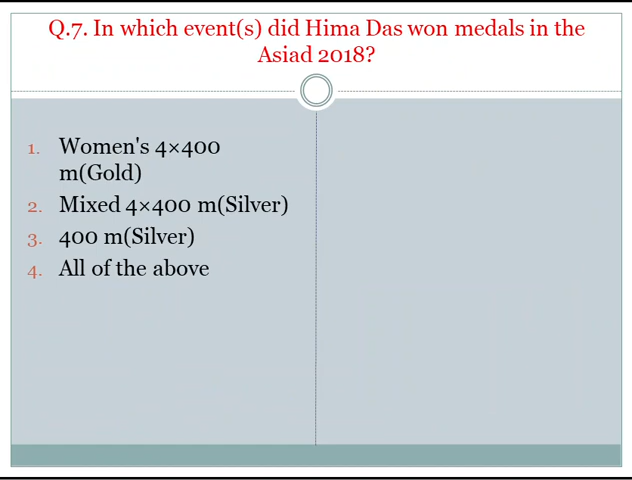 Q.7. In which event(s) did Hima Das won medals in the
Asiad 2018?
1. Women's 4×400
m(Gold)
2. Mixed 4×400 m(Silver)
3. 400 m(Silver)
4. All of the above